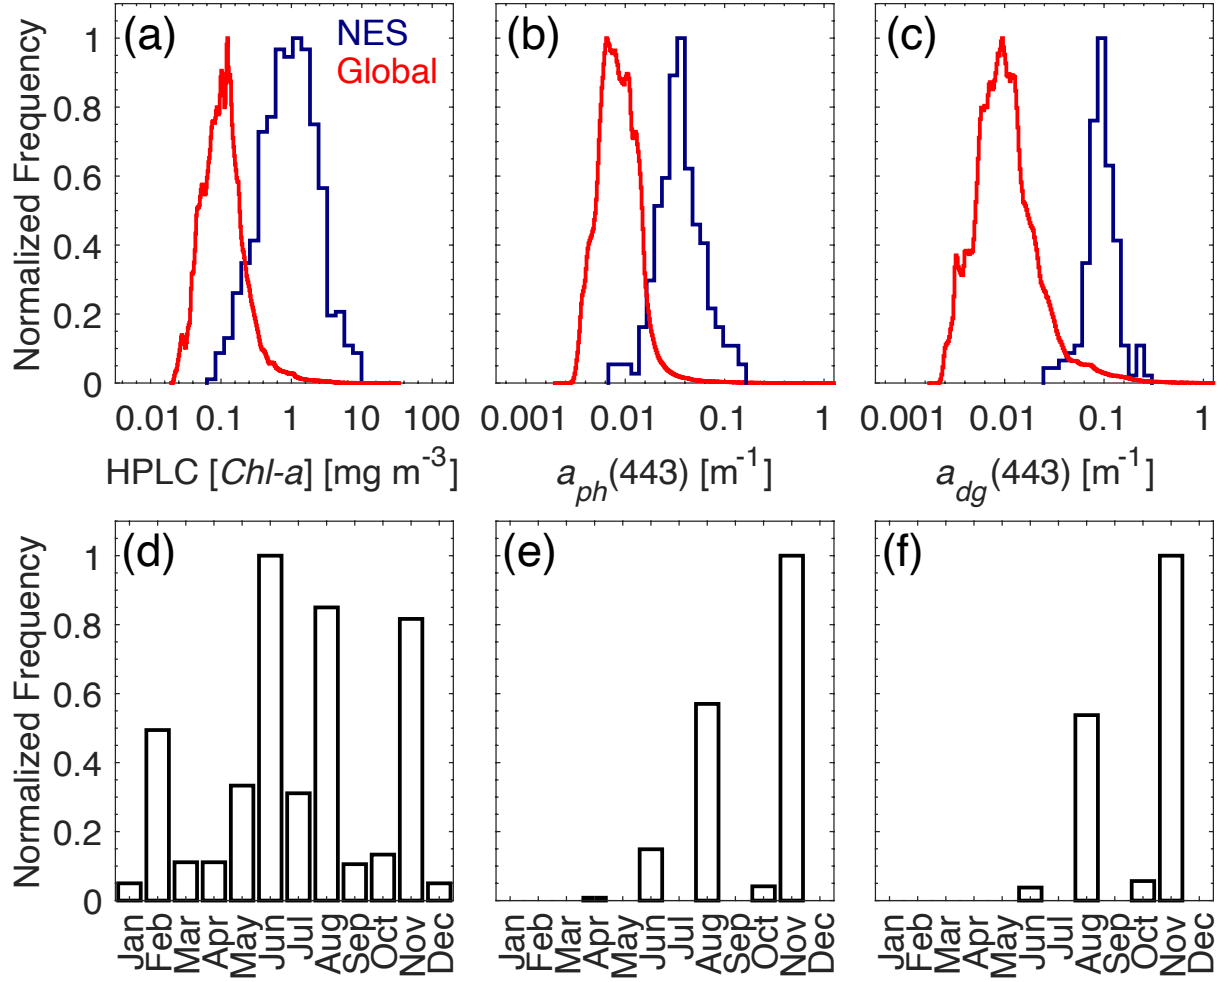 (a)
NES
Global
(b)
(c)
Normalized Frequency
1
0.8
0.6
0.4
0.2
0
0.01 0.1 1 10 100
0.001 0.01 0.1 1
0.001 0.01 0.1 1
HPLC [Chl-a] [mg m⁻³]
a_ph(443) [m⁻¹]
a_dg(443) [m⁻¹]
(d)
(e)
(f)
Normalized Frequency
1
0.8
0.6
0.4
0.2
0
Jan Feb Mar Apr May Jun Jul Aug Sep Oct Nov Dec
Jan Feb Mar Apr May Jun Jul Aug Sep Oct Nov Dec
Jan Feb Mar Apr May Jun Jul Aug Sep Oct Nov Dec